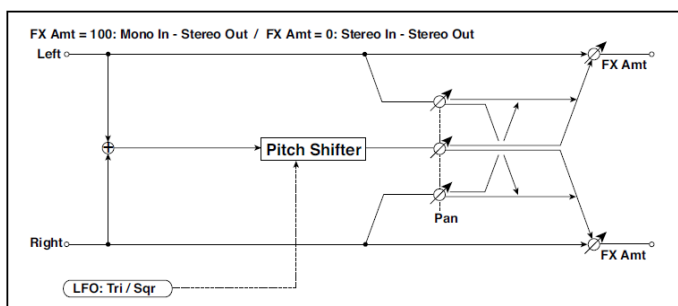 FX Amt = 100: Mono In - Stereo Out / FX Amt = 0: Stereo In - Stereo Out
Left
FX Amt
Pitch Shifter
Pan
Right
FX Amt
LFO: Tri / Sqr